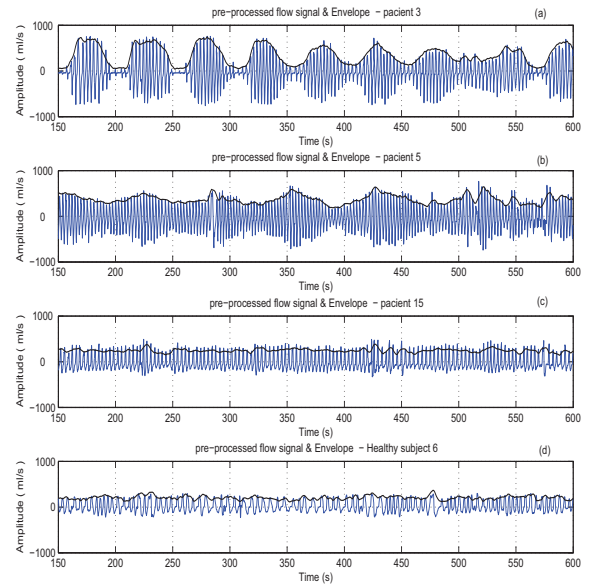 pre-processed flow signal & Envelope - pacient 3
(a)
Amplitude ( ml/s )
1000
0
-1000
150 200 250 300 350 400 450 500 550 600
Time (s)
pre-processed flow signal & Envelope - pacient 5
(b)
Amplitude ( ml/s )
1000
0
-1000
150 200 250 300 350 400 450 500 550 600
Time (s)
pre-processed flow signal & Envelope - pacient 15
(c)
Amplitude ( ml/s )
1000
0
-1000
150 200 250 300 350 400 450 500 550 600
Time (s)
pre-processed flow signal & Envelope - Healthy subject 6
(d)
Amplitude ( ml/s )
1000
0
-1000
150 200 250 300 350 400 450 500 550 600
Time (s)